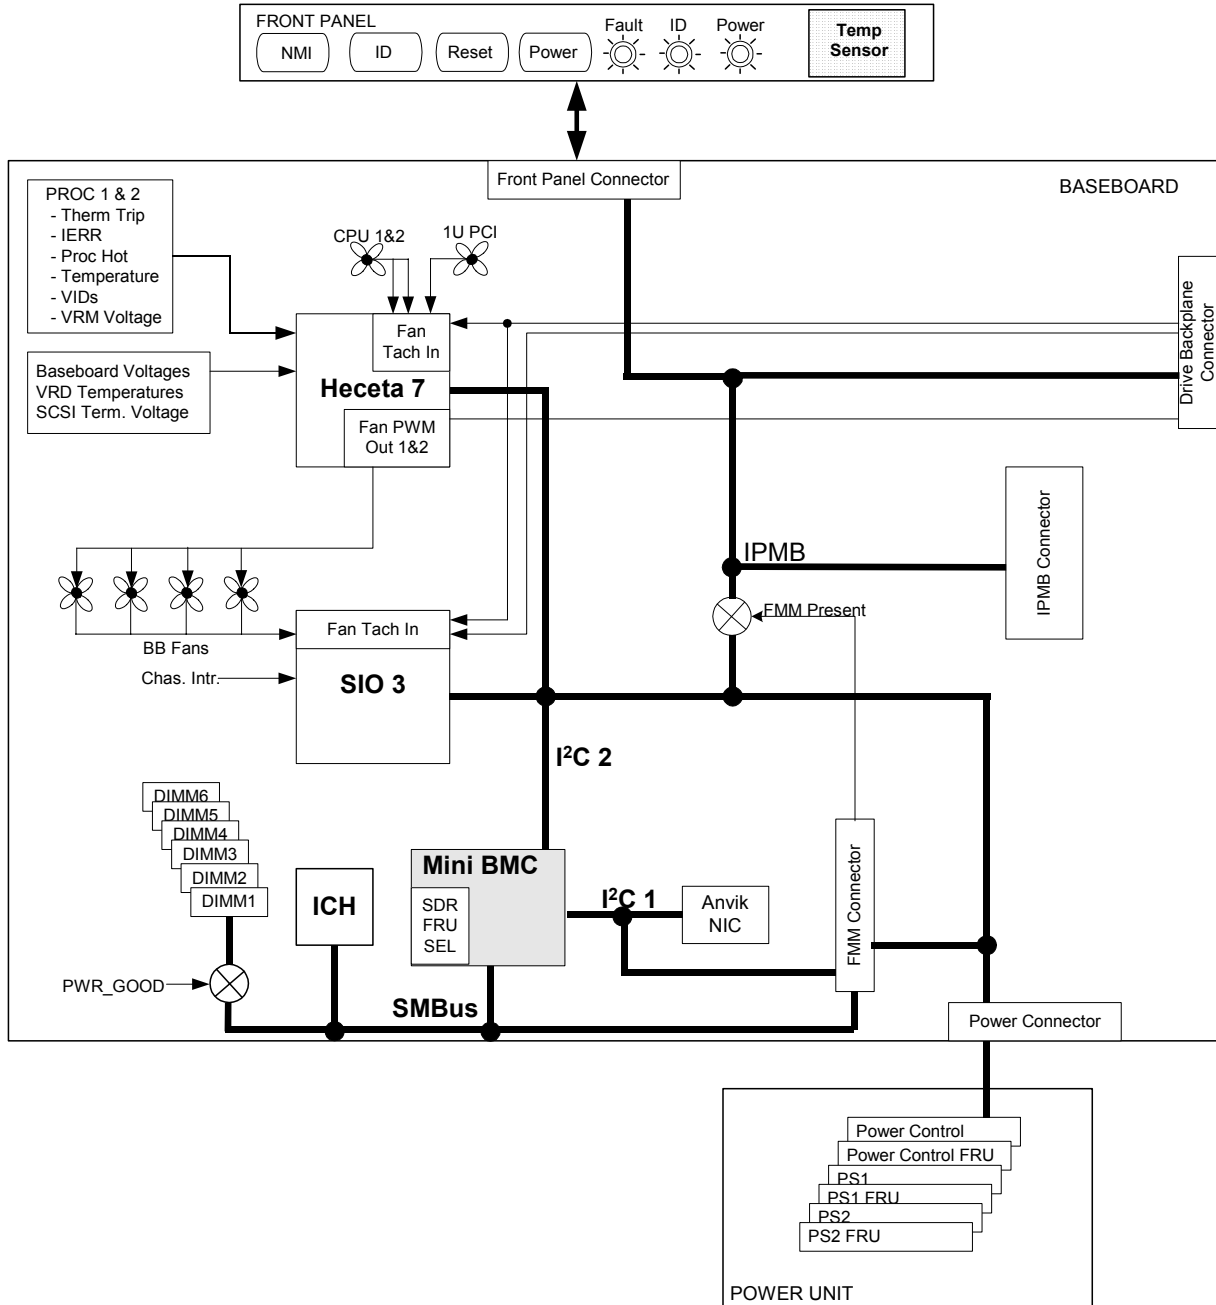 FRONT PANEL
NMI
ID
Reset
Power
Fault
ID
Power
Temp
Sensor
Front Panel Connector
BASEBOARD
PROC 1 & 2
- Therm Trip
- IERR
- Proc Hot
- Temperature
- VIDs
- VRM Voltage
CPU 1&2
1U PCI
Fan
Tach In
Heceta 7
Fan PWM
Out 1&2
Baseboard Voltages
VRD Temperatures
SCSI Term. Voltage
Drive Backplane
Connector
IPMB
IPMB Connector
FMM Present
BB Fans
Chas. Intr.
Fan Tach In
SIO 3
I²C 2
DIMM6
DIMM5
DIMM4
DIMM3
DIMM2
DIMM1
PWR_GOOD
ICH
Mini BMC
SDR
FRU
SEL
I²C 1
Anvik
NIC
FMM Connector
SMBus
Power Connector
Power Control
Power Control FRU
PS1
PS1 FRU
PS2
PS2 FRU
POWER UNIT